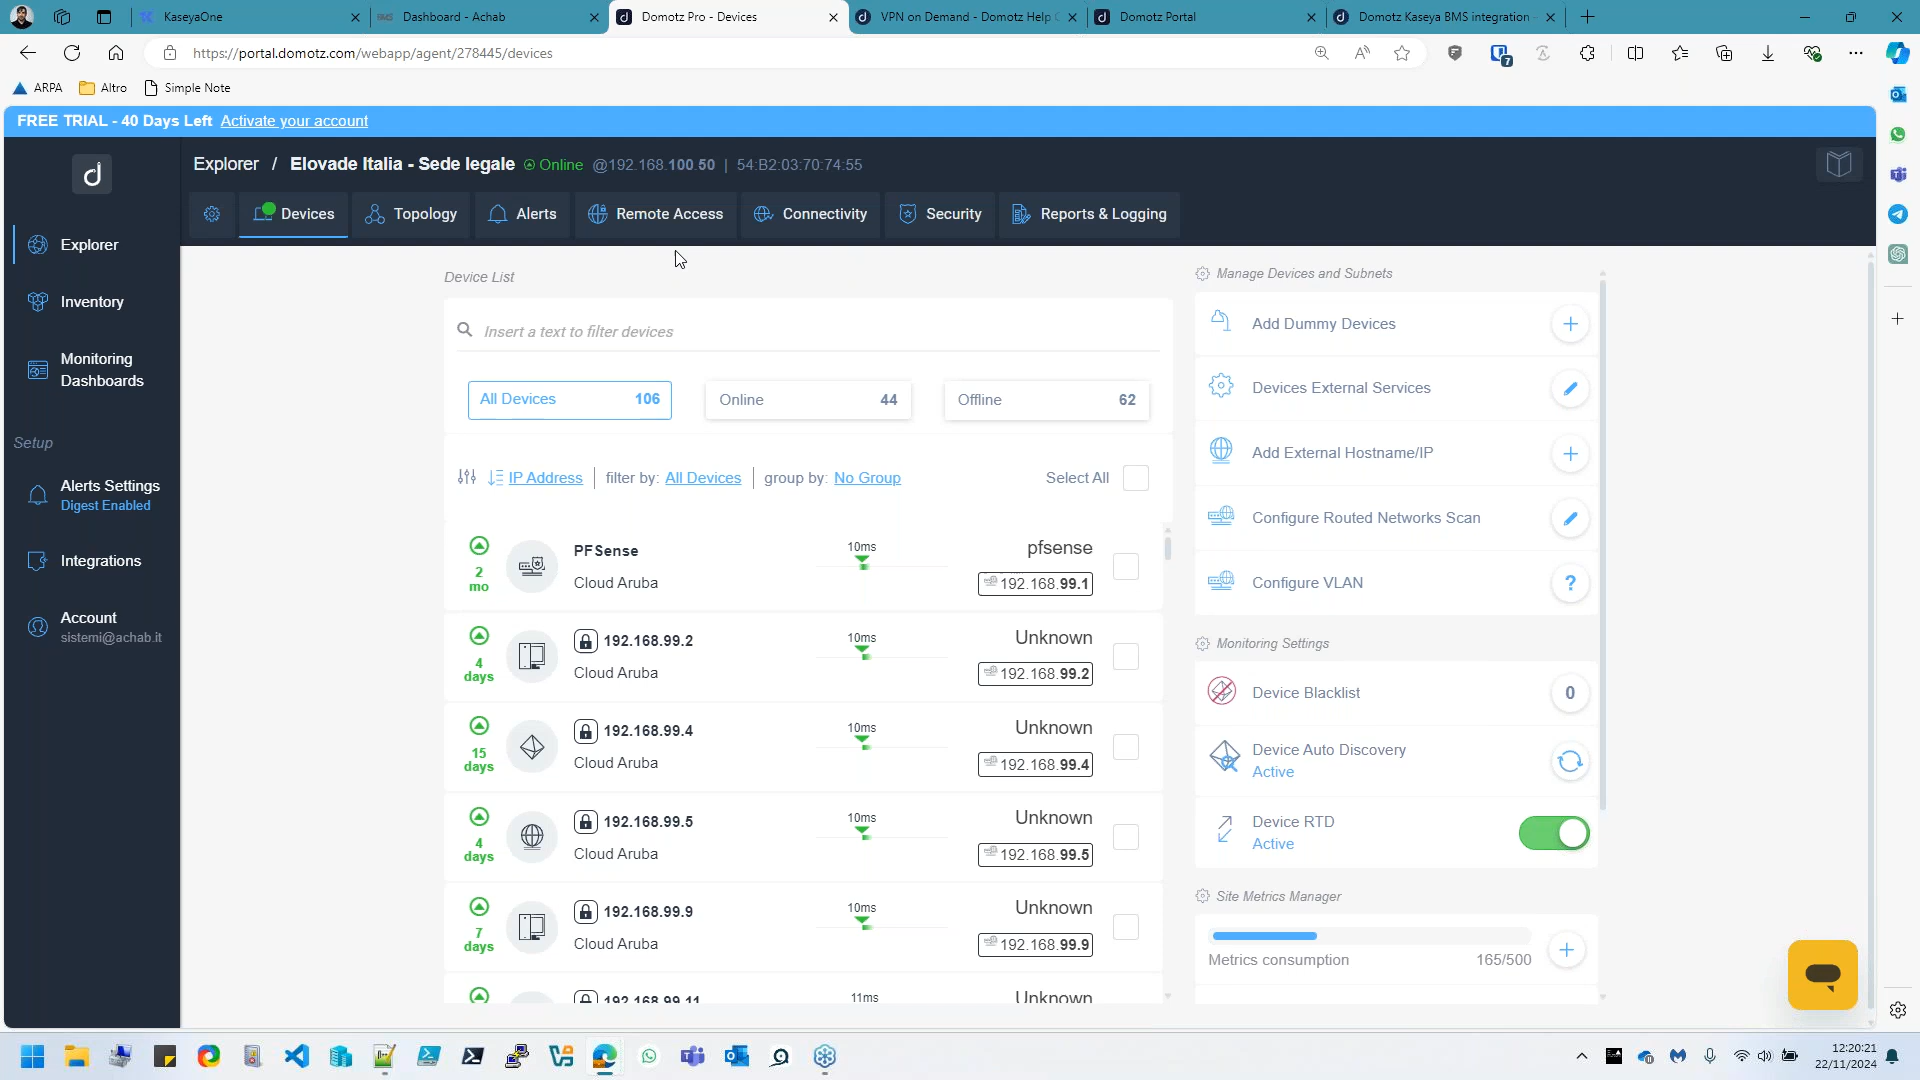 KaseyaOne
Dashboard - Achab
Domotz Pro - Devices
VPN on Demand - Domotz Help
Domotz Portal
Domotz Kaseya BMS integration -
https://portal.domotz.com/webapp/agent/278445/devices
7
ARPA
Altro
Simple Note
FREE TRIAL - 40 Days Left Activate your account
Explorer / Elovade Italia - Sede legale Online @192.168.100.50 | 54:B2:03:70:74:55
Devices
Topology
Alerts
Remote Access
Connectivity
Security
Reports & Logging
Explorer
Inventory
Monitoring
Dashboards
Setup
Alerts Settings
Digest Enabled
Integrations
Account
sistemi@achab.it
Device List
Insert a text to filter devices
All Devices 106
Online 44
Offline 62
IP Address | filter by: All Devices | group by: No Group
Select All
2
mo
PFSense
Cloud Aruba
10ms
pfsense
192.168.99.1
4
days
192.168.99.2
Cloud Aruba
10ms
Unknown
192.168.99.2
15
days
192.168.99.4
Cloud Aruba
10ms
Unknown
192.168.99.4
4
days
192.168.99.5
Cloud Aruba
10ms
Unknown
192.168.99.5
7
days
192.168.99.9
Cloud Aruba
10ms
Unknown
192.168.99.9
192.168.99.11
11ms
Unknown
Manage Devices and Subnets
Add Dummy Devices
Devices External Services
Add External Hostname/IP
Configure Routed Networks Scan
Configure VLAN
?
Monitoring Settings
Device Blacklist
0
Device Auto Discovery
Active
Device RTD
Active
Site Metrics Manager
Metrics consumption 165/500
12:20:21
22/11/2024